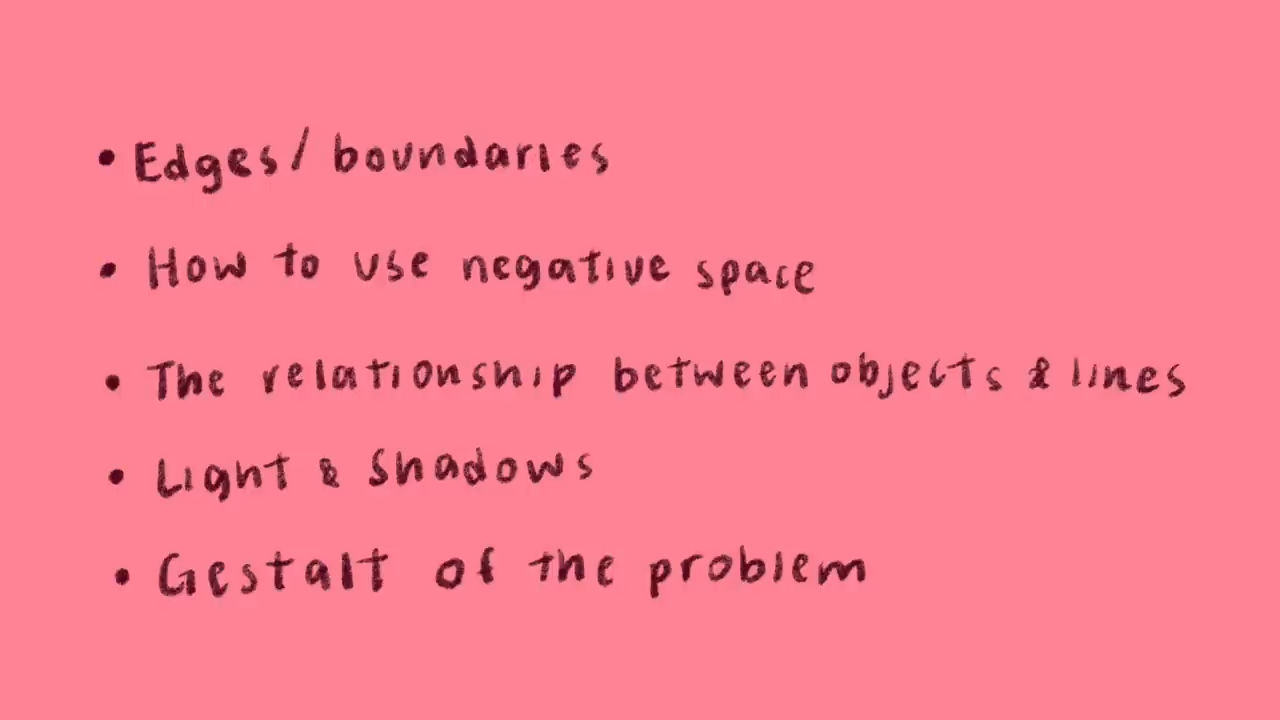 • Edges / boundaries
• How to use negative space
• The relationship between objects & lines
• Light & Shadows
• Gestalt of the problem